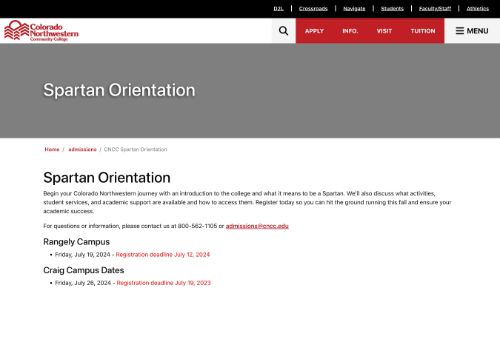 D2L Crossroads Navigate Students Faculty/Staff Athletics
Colorado
Northwestern
Community College
APPLY INFO. VISIT TUITION MENU
Spartan Orientation
Home / admissions / CNCC Spartan Orientation
Spartan Orientation
Begin your Colorado Northwestern journey with an introduction to the college and what it means to be a Spartan. We'll also discuss what activities,
student services, and academic support are available and how to access them. Register today so you can hit the ground running this fall and ensure your
academic success.
For questions or information, please contact us at 800-562-1105 or admissions@cncc.edu
Rangely Campus
• Friday, July 19, 2024 - Registration deadline July 12, 2024
Craig Campus Dates
• Friday, July 26, 2024 - Registration deadline July 19, 2023